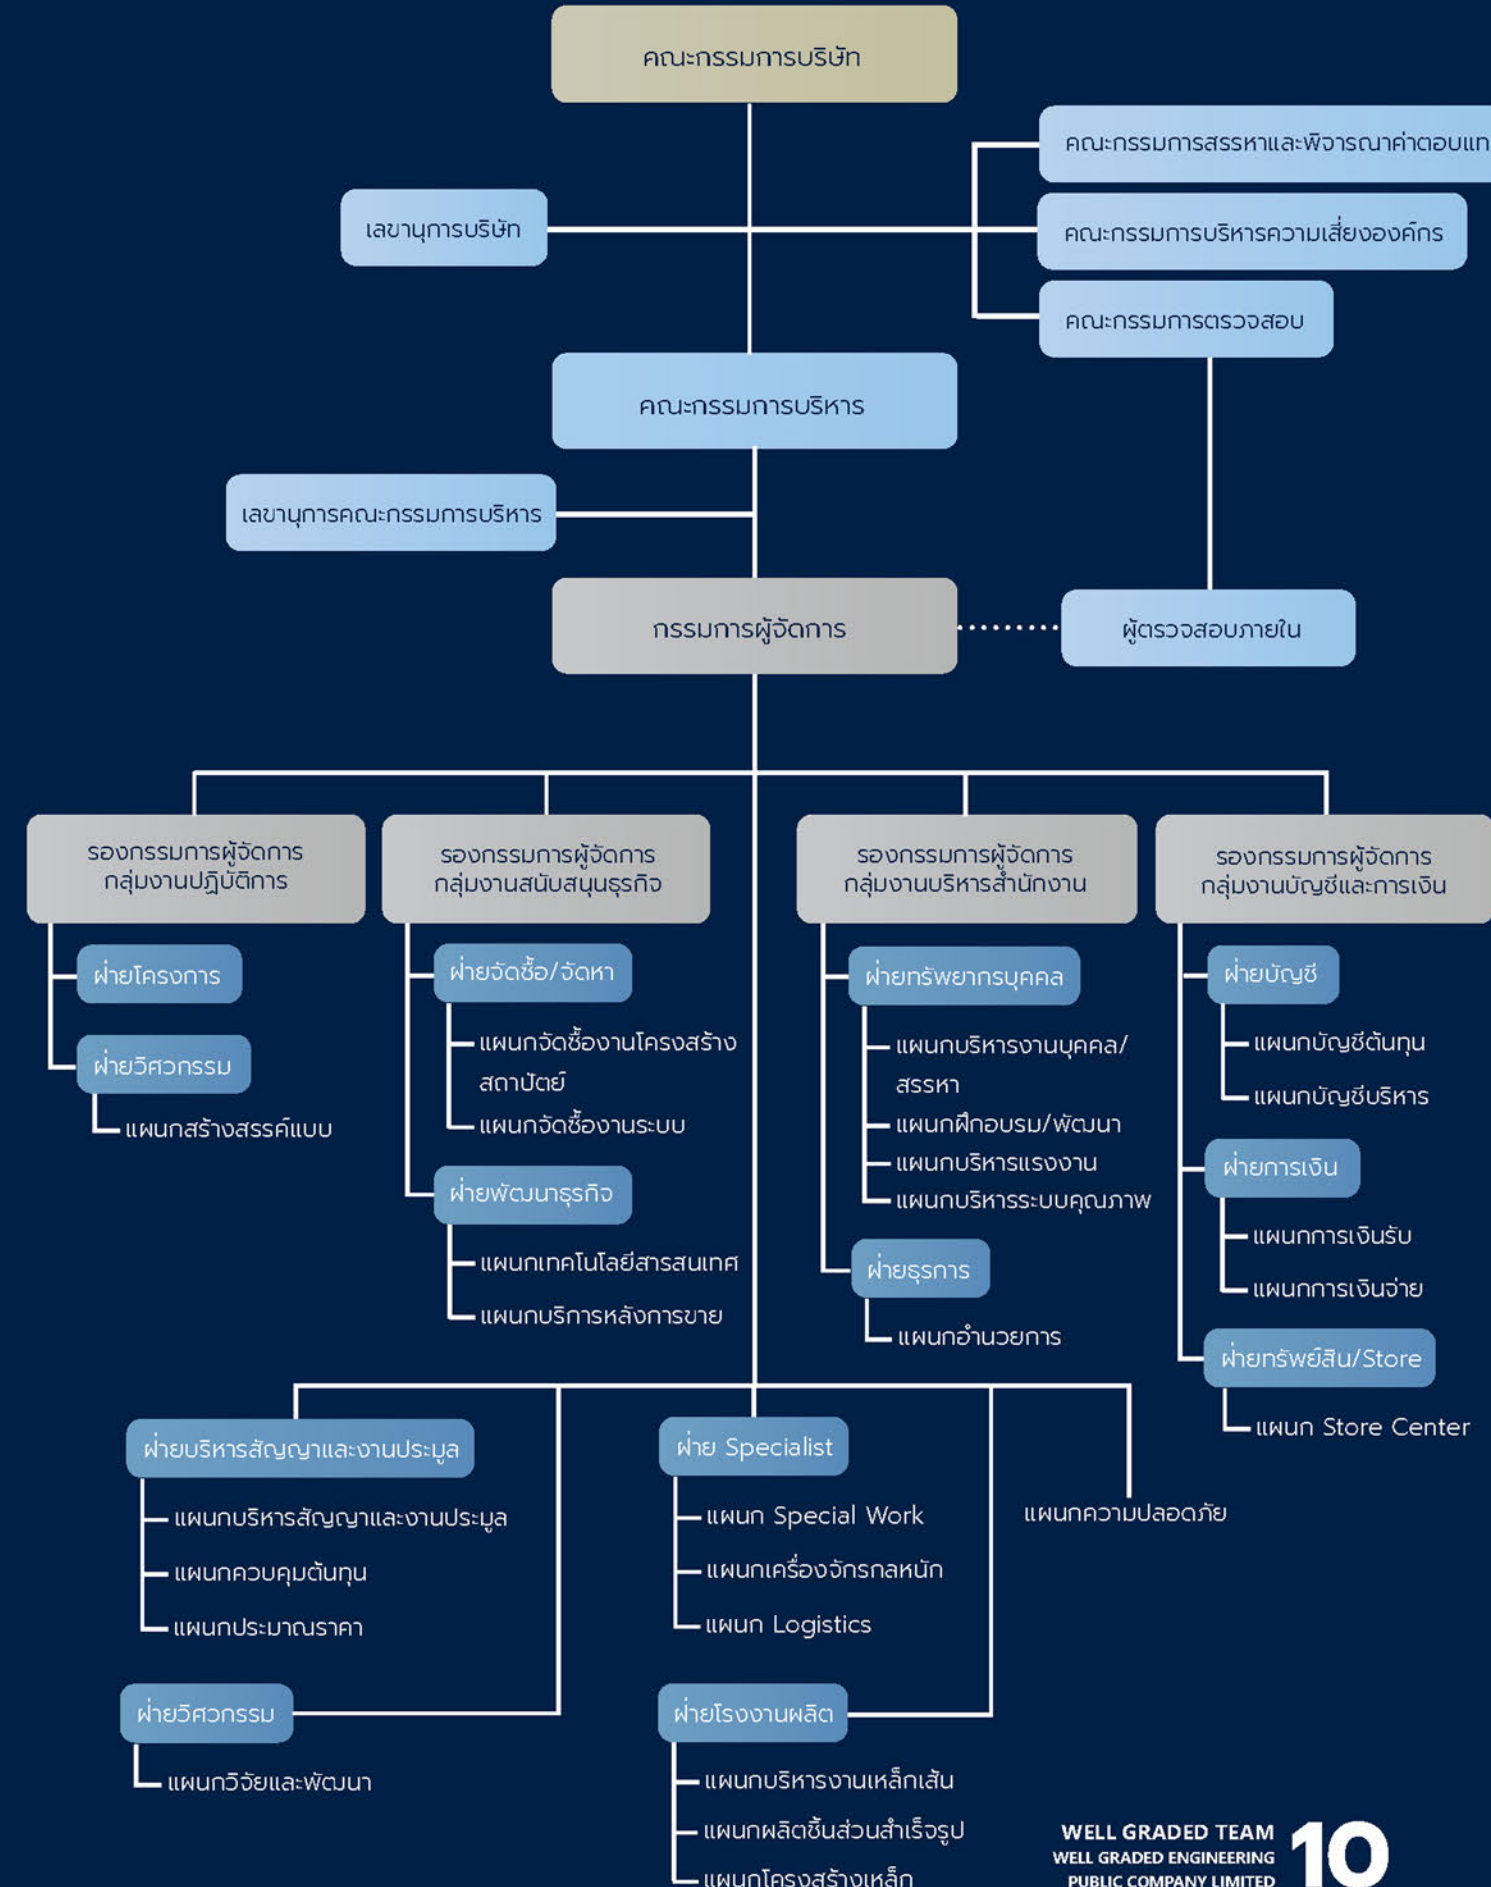 คณะกรรมการบริษัท
คณะกรรมการสรรหาและพิจารณาค่าตอบแท
เลขานุการบริษัท
คณะกรรมการบริหารความเสี่ยงองค์กร
คณะกรรมการตรวจสอบ
คณะกรรมการบริหาร
เลขานุการคณะกรรมการบริหาร
กรรมการผู้จัดการ
ผู้ตรวจสอบภายใน
รองกรรมการผู้จัดการ
กลุ่มงานปฏิบัติการ
ฝ่ายโครงการ
ฝ่ายวิศวกรรม
แผนกสร้างสรรค์แบบ
รองกรรมการผู้จัดการ
กลุ่มงานสนับสนุนธุรกิจ
ฝ่ายจัดซื้อ/จัดหา
แผนกจัดซื้องานโครงสร้าง
สถาปัตย์
แผนกจัดซื้องานระบบ
ฝ่ายพัฒนาธุรกิจ
แผนกเทคโนโลยีสารสนเทศ
แผนกบริการหลังการขาย
รองกรรมการผู้จัดการ
กลุ่มงานบริหารสำนักงาน
ฝ่ายทรัพยากรบุคคล
แผนกบริหารงานบุคคล/
สรรหา
แผนกฝึกอบรม/พัฒนา
แผนกบริหารแรงงาน
แผนกบริหารระบบคุณภาพ
ฝ่ายธุรการ
แผนกอำนวยการ
รองกรรมการผู้จัดการ
กลุ่มงานบัญชีและการเงิน
ฝ่ายบัญชี
แผนกบัญชีต้นทุน
แผนกบัญชีบริหาร
ฝ่ายการเงิน
แผนกการเงินรับ
แผนกการเงินจ่าย
ฝ่ายทรัพย์สิน/Store
แผนก Store Center
ฝ่ายบริหารสัญญาและงานประมูล
แผนกบริหารสัญญาและงานประมูล
แผนกควบคุมต้นทุน
แผนกประมาณราคา
ฝ่ายวิศวกรรม
แผนกวิจัยและพัฒนา
ฝ่าย Specialist
แผนก Special Work
แผนกเครื่องจักรกลหนัก
แผนก Logistics
ฝ่ายโรงงานผลิต
แผนกบริหารงานเหล็กเส้น
แผนกผลิตชิ้นส่วนสำเร็จรูป
แผนกโครงสร้างเหล็ก
แผนกความปลอดภัย
WELL GRADED TEAM
WELL GRADED ENGINEERING
PUBLIC COMPANY LIMITED
10